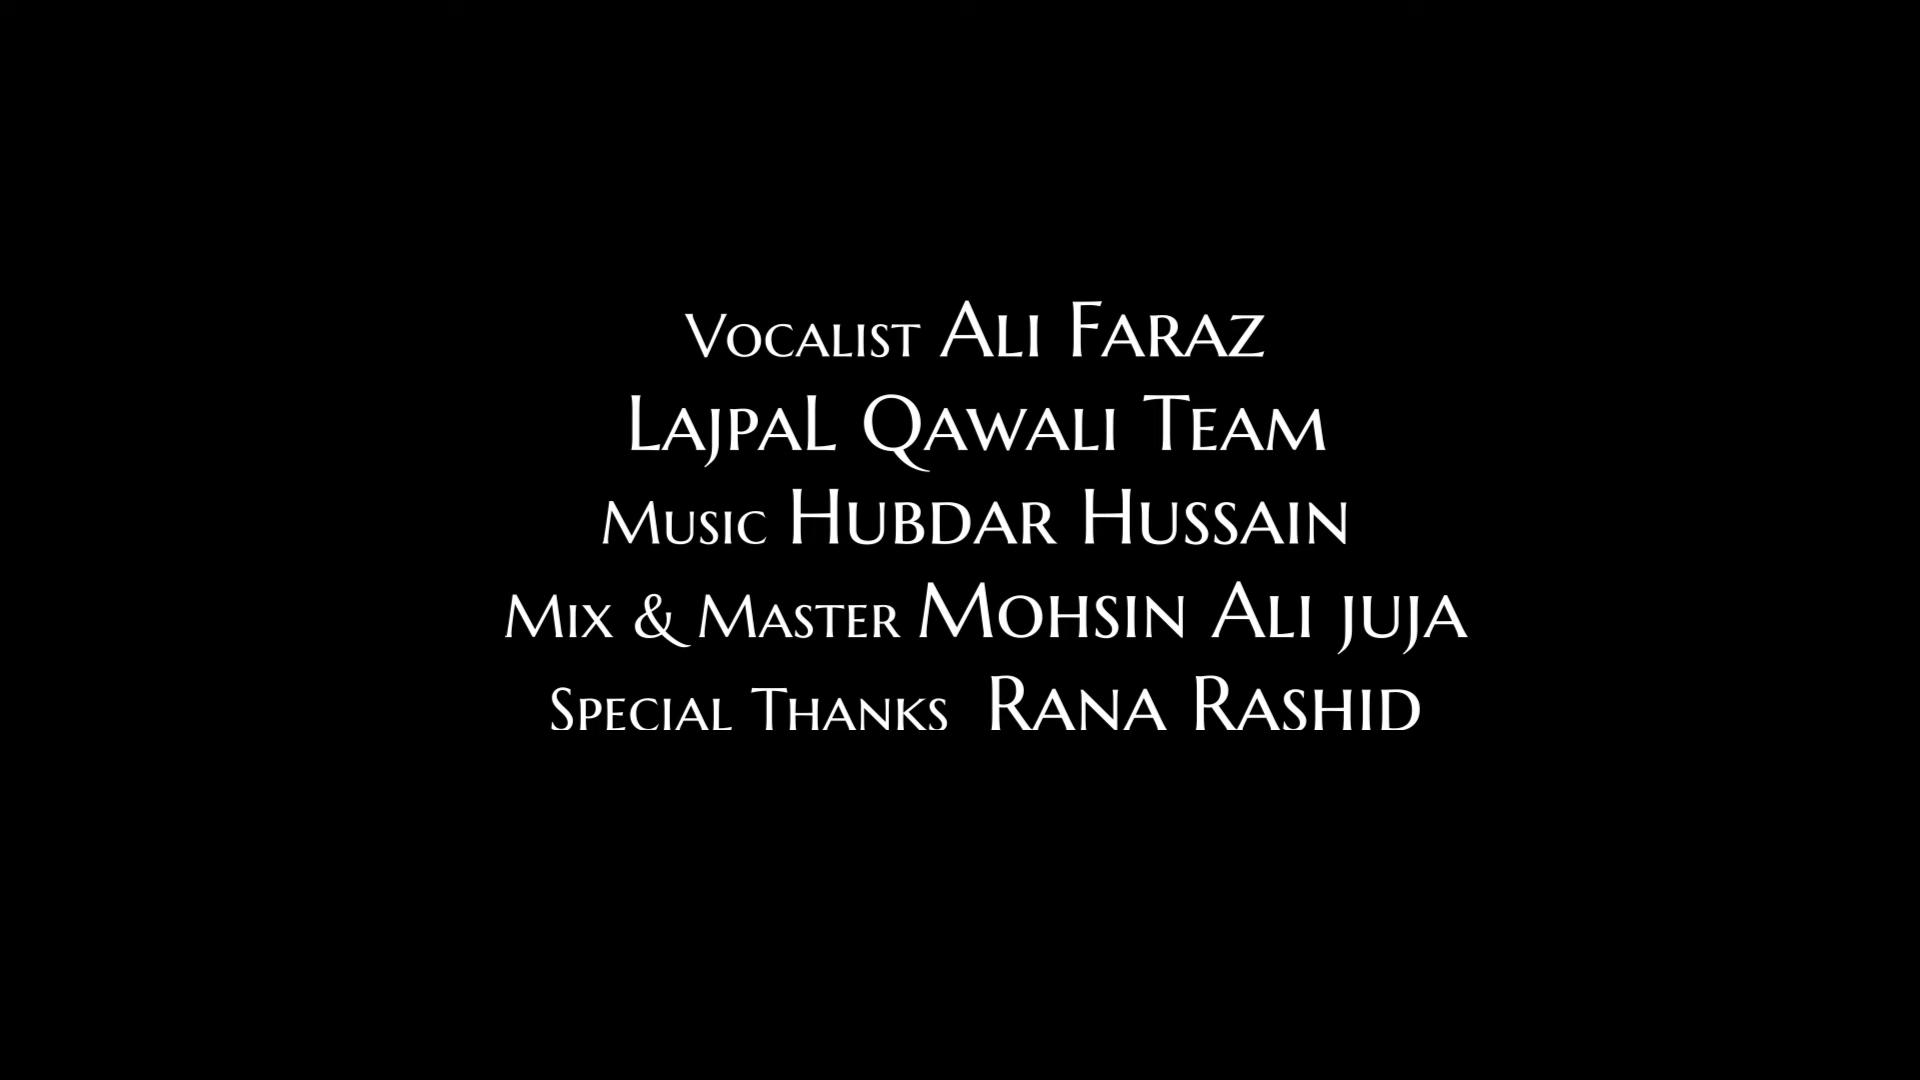 Vocalist Ali Faraz
LajpaL Qawali Team
Music Hubdar Hussain
Mix & Master Mohsin Ali juja
Special Thanks Rana Rashid